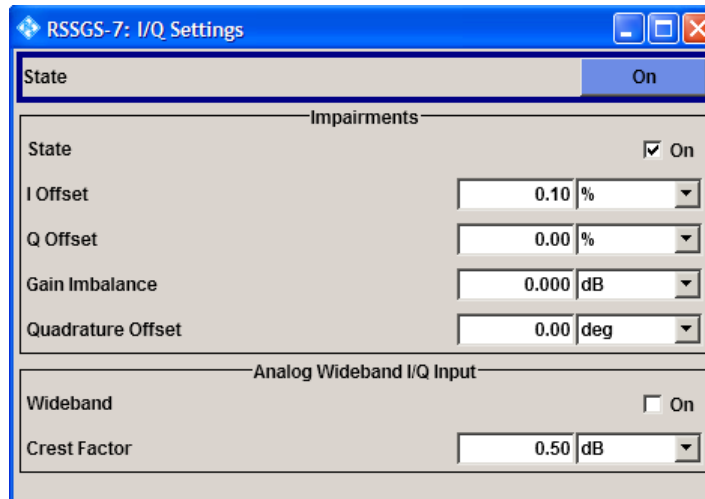 RSSGS-7: I/Q Settings
State On
Impairments
State On
I Offset 0.10 %
Q Offset 0.00 %
Gain Imbalance 0.000 dB
Quadrature Offset 0.00 deg
Analog Wideband I/Q Input
Wideband On
Crest Factor 0.50 dB